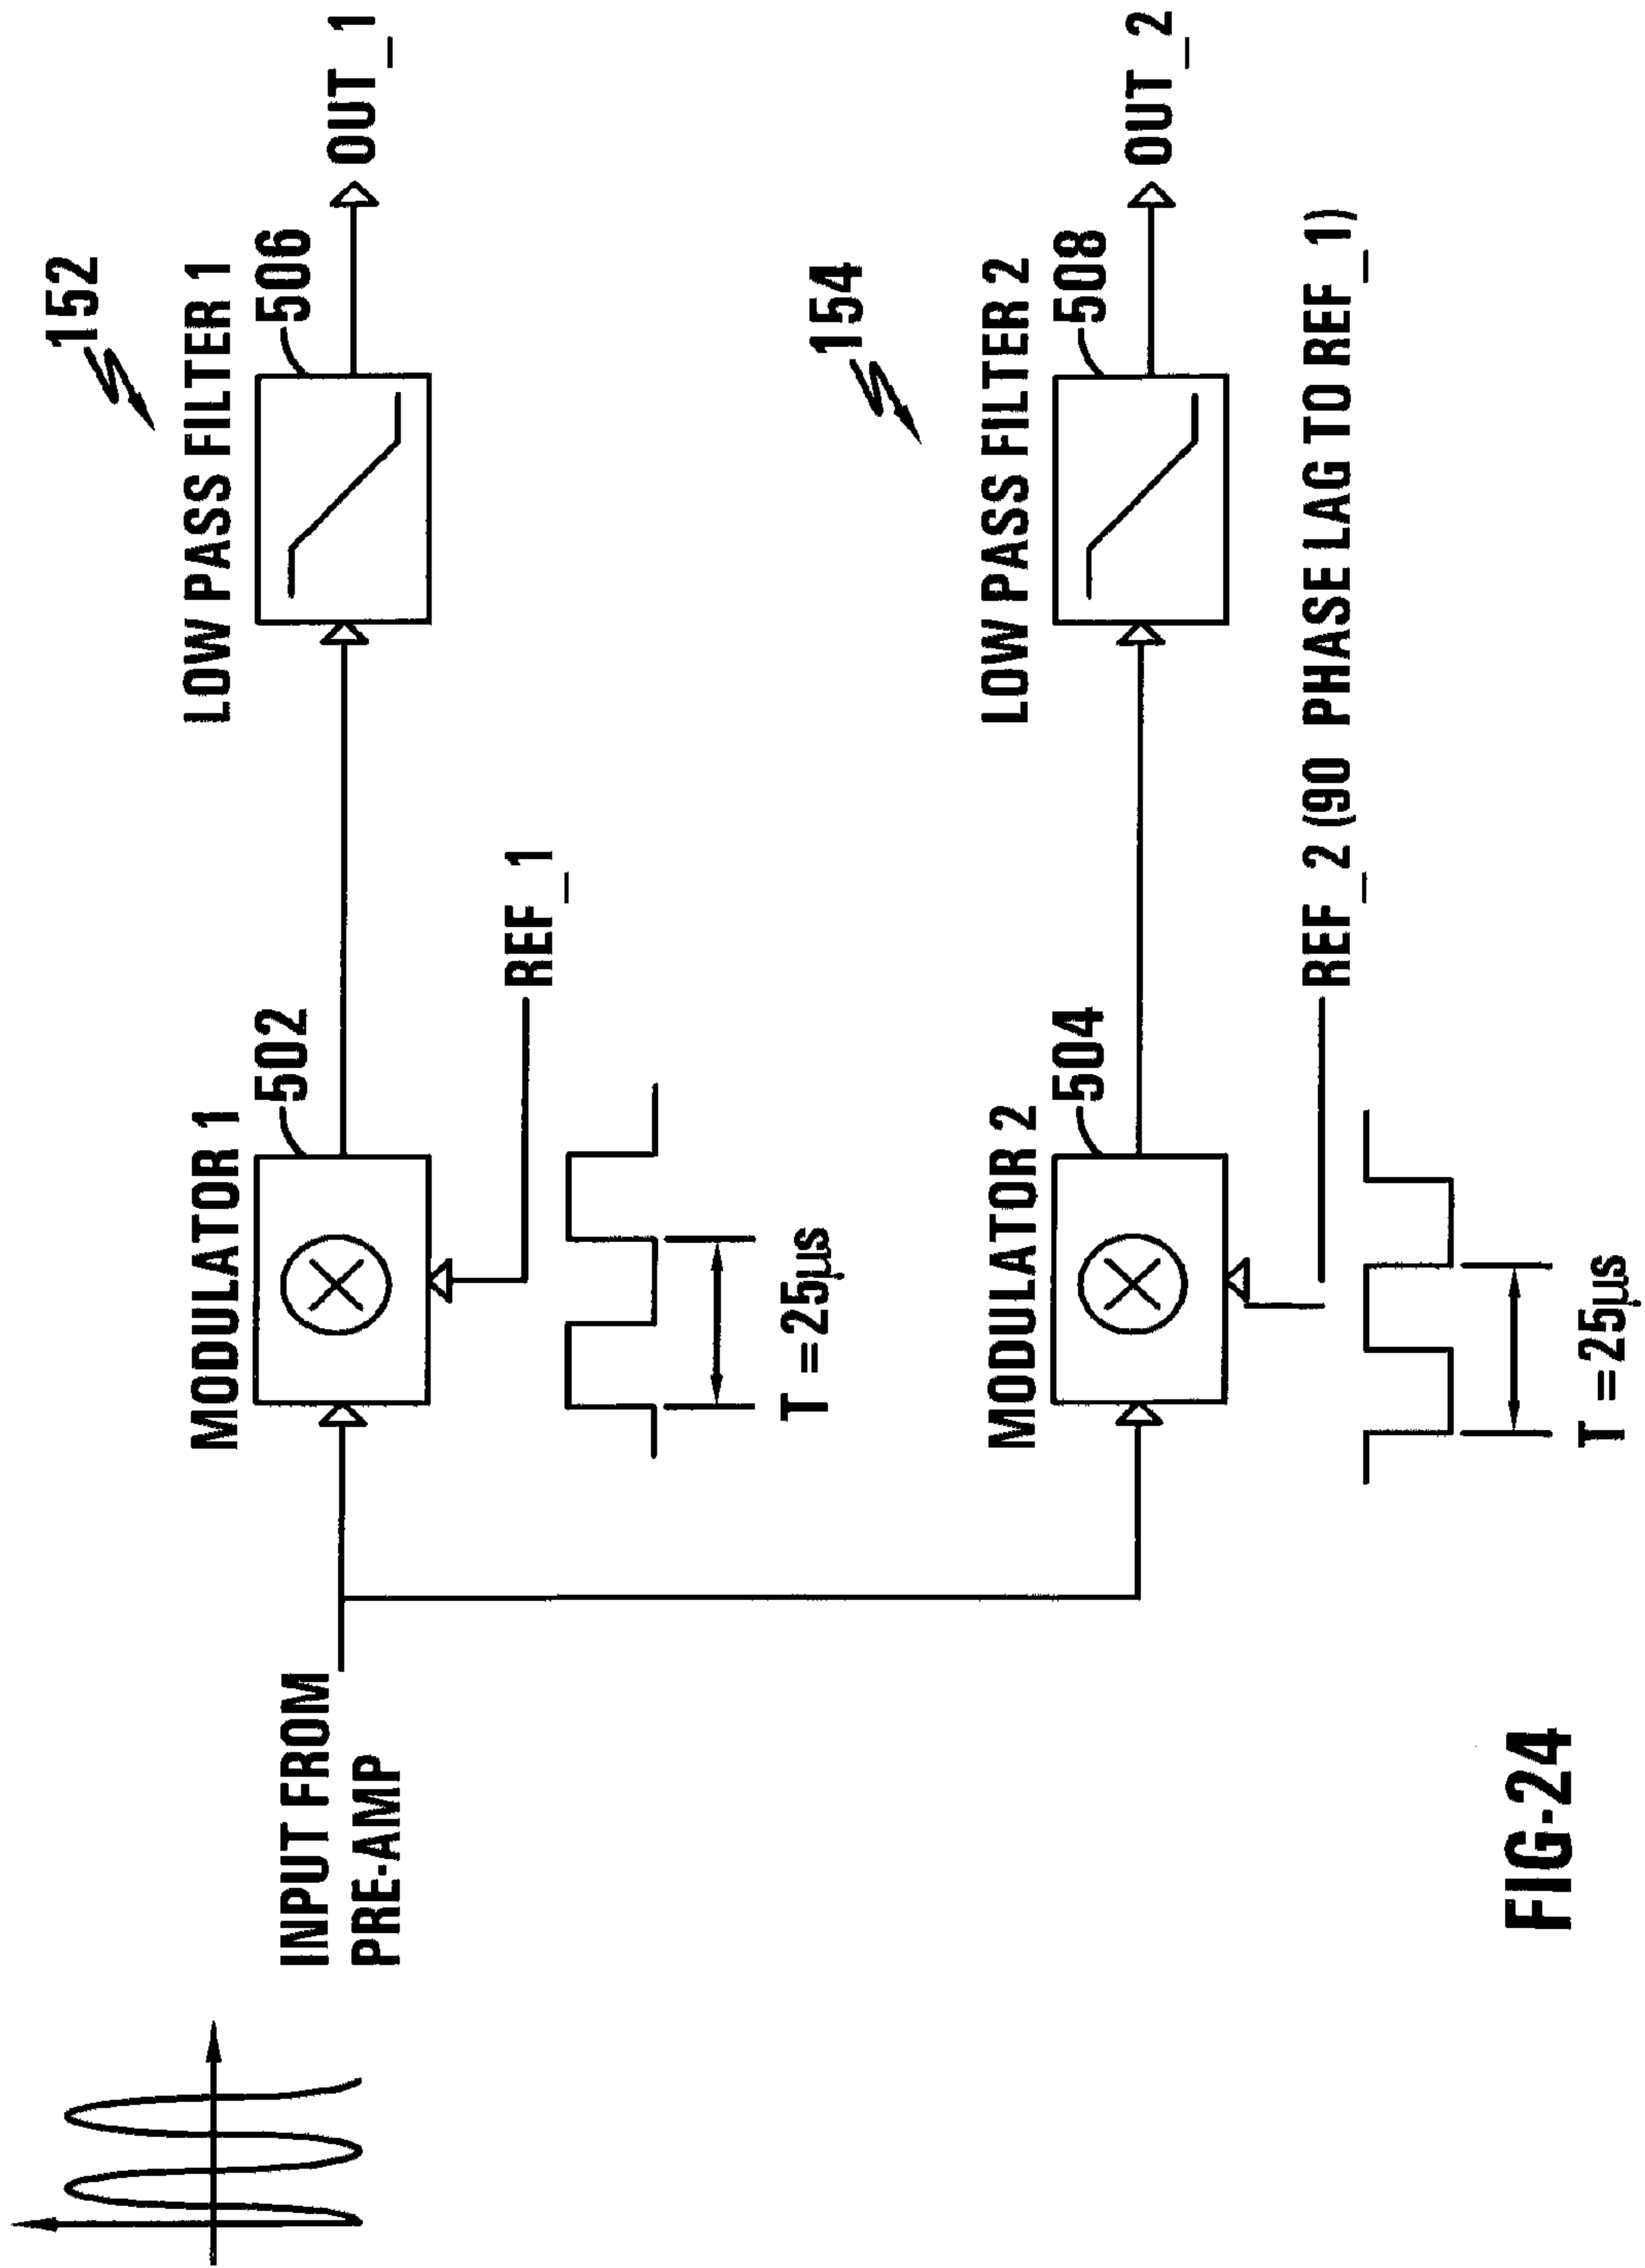 152
LOW PASS FILTER 1
506
OUT_1
MODULATOR 1
502
REF_1
T = 25µs
INPUT FROM
PRE-AMP
154
LOW PASS FILTER 2
508
OUT_2
MODULATOR 2
504
REF_2 (90 PHASE LAG TO REF_1)
T = 25µs
FIG-24